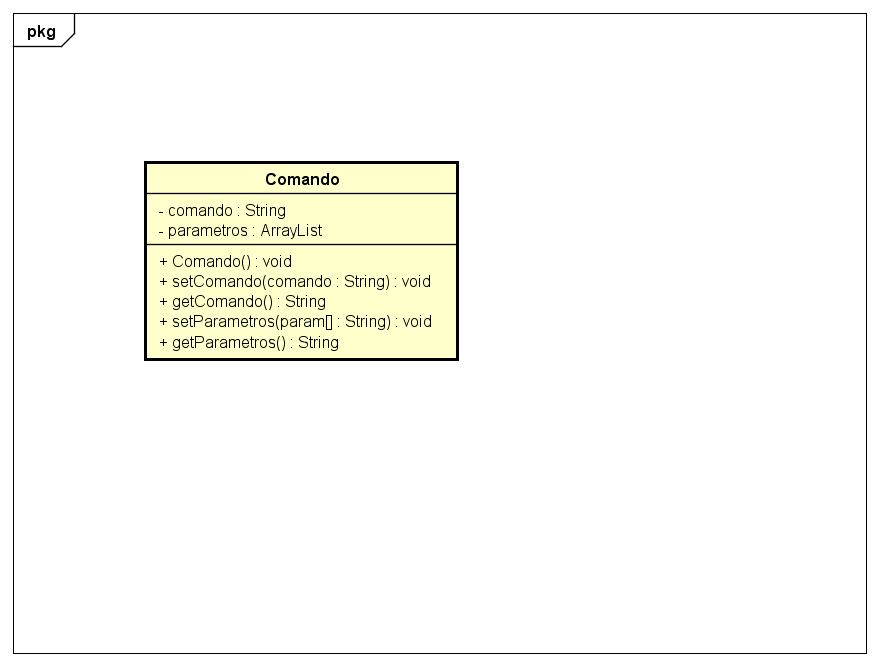 pkg
Comando
- comando : String
- parametros : ArrayList
+ Comando() : void
+ setComando(comando : String) : void
+ getComando() : String
+ setParametros(param[] : String) : void
+ getParametros() : String